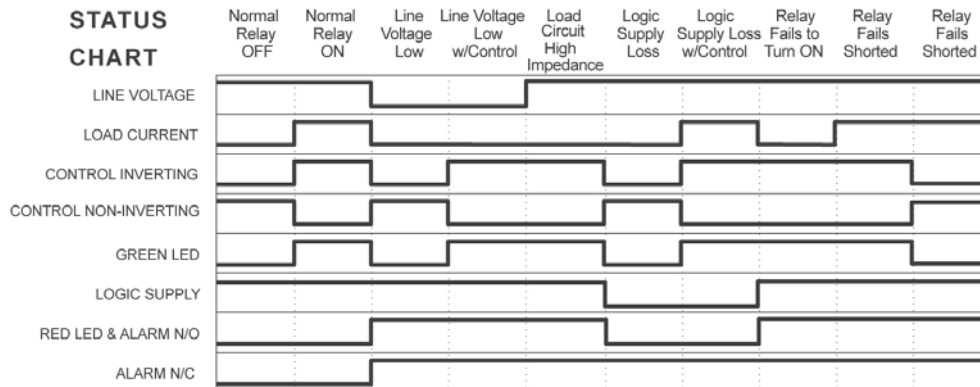 STATUS
CHART
Normal
Relay
OFF
Normal
Relay
ON
Line
Voltage
Low
Line Voltage
Low
w/Control
Load
Circuit
High
Impedance
Logic
Supply
Loss
Logic
Supply Loss
w/Control
Relay
Fails to
Turn ON
Relay
Fails
Shorted
Relay
Fails
Shorted
LINE VOLTAGE
LOAD CURRENT
CONTROL INVERTING
CONTROL NON-INVERTING
GREEN LED
LOGIC SUPPLY
RED LED & ALARM N/O
ALARM N/C